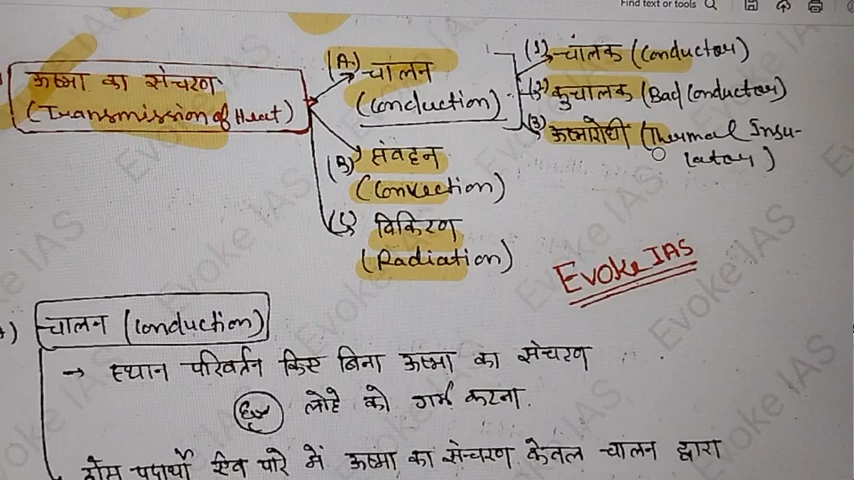 Find text or tools
ऊष्मा का संचरण
(Transmission of Heat)
(A) चालन
(Conduction)
(1) चालक (Conductor)
(2) कुचालक (Bad Conductor)
(3) ऊष्मारोधी (Thermal Insu-
lator)
(B) संवहन
(Convection)
(C) विकिरण
(Radiation)
Evoke IAS
चालन (Conduction)
→ स्थान परिवर्तन किए बिना ऊष्मा का संचरण
Ex लोहे को गर्म करना.
ठोस पदार्थों एवं पारे में ऊष्मा का संचरण केवल चालन द्वारा